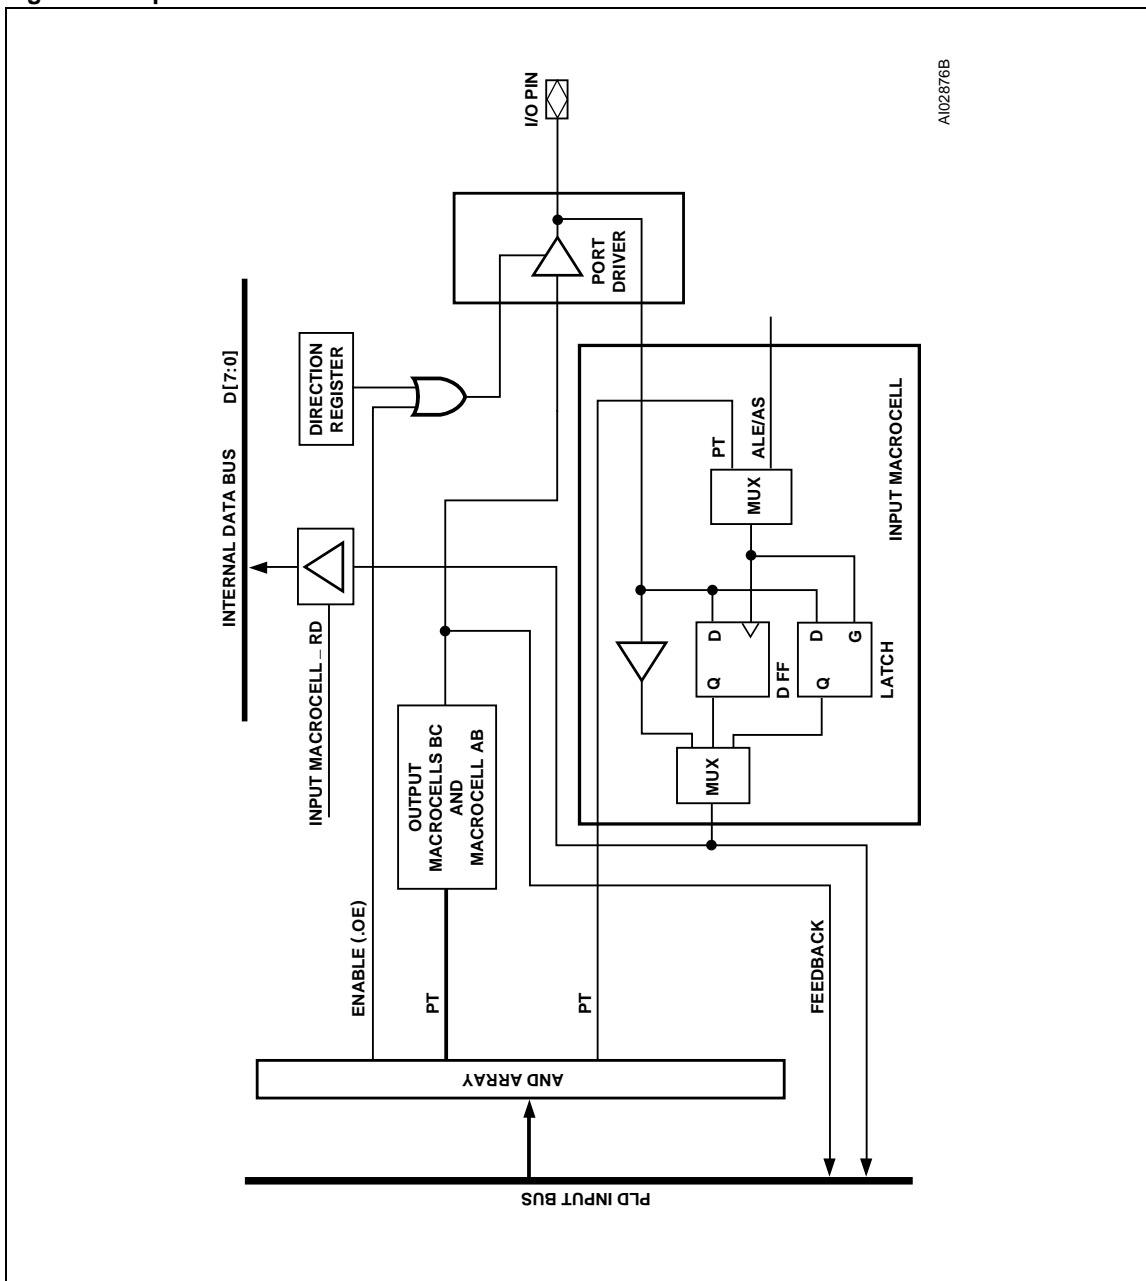 AI02876B
I/O PIN
PORT
DRIVER
INTERNAL DATA BUS D[7:0]
DIRECTION
REGISTER
INPUT MACROCELL _ RD
ENABLE (.OE)
OUTPUT
MACROCELLS BC
AND
MACROCELL AB
PT
PT
AND ARRAY
PLD INPUT BUS
FEEDBACK
PT
ALE/AS
MUX
D
Q
D FF
D
G
Q
LATCH
MUX
INPUT MACROCELL